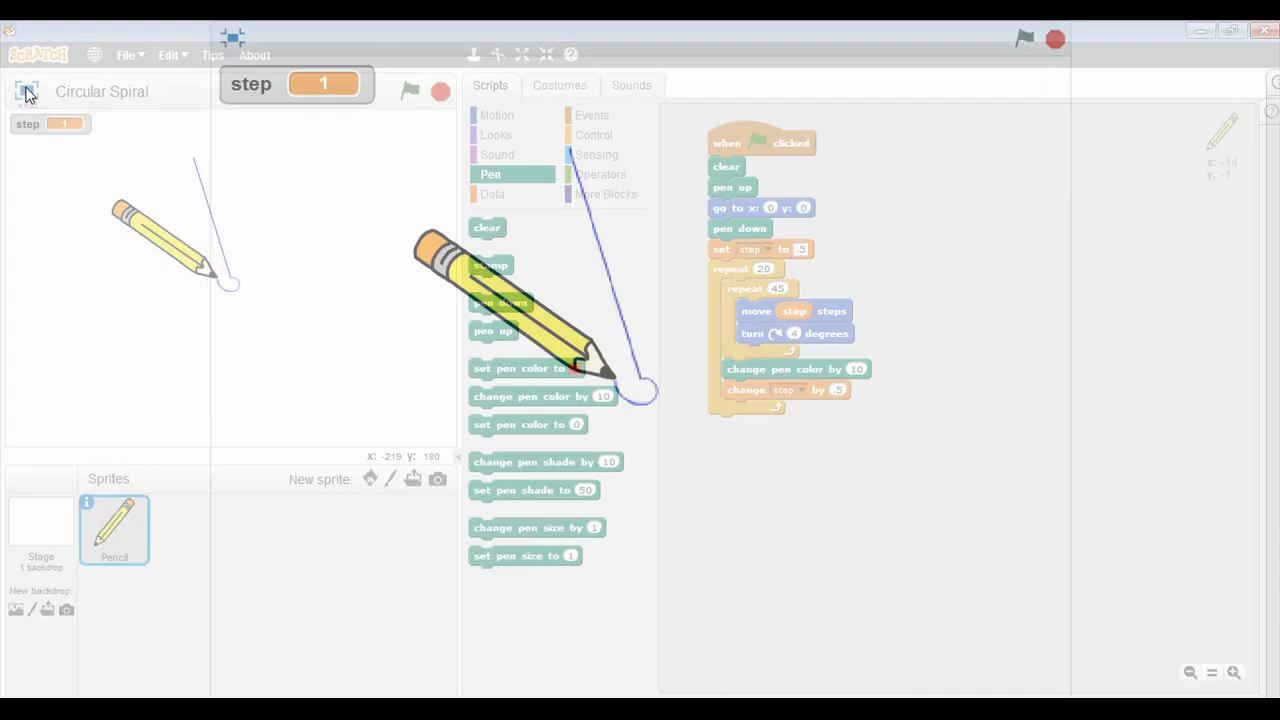 SCRATCH File Edit Tips About
step 1
Circular Spiral
step 1
Scripts Costumes Sounds
Motion Events
Looks Control
Sound Sensing
Pen Operators
Data More Blocks
clear
stamp
pen down
pen up
set pen color to
change pen color by 10
set pen color to 0
change pen shade by 10
set pen shade to 50
change pen size by 1
set pen size to 1
when clicked
clear
pen up
go to x: 0 y: 0
pen down
set step to .5
repeat 20
repeat 45
move step steps
turn 4 degrees
change pen color by 10
change step by .5
x: -14
y: -1
x: -219 y: 180
Sprites New sprite:
Stage
1 backdrop
New backdrop:
Pencil